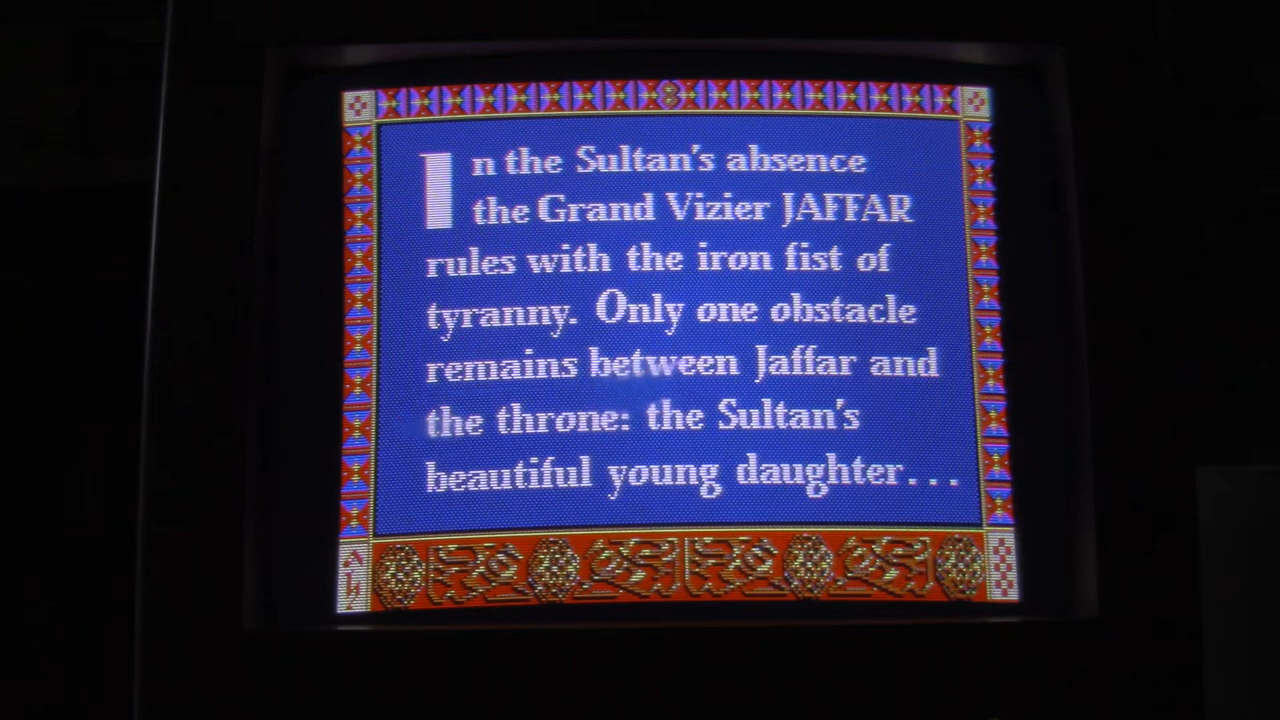 In the Sultan's absence
the Grand Vizier JAFFAR
rules with the iron fist of
tyranny. Only one obstacle
remains between Jaffar and
the throne: the Sultan's
beautiful young daughter...